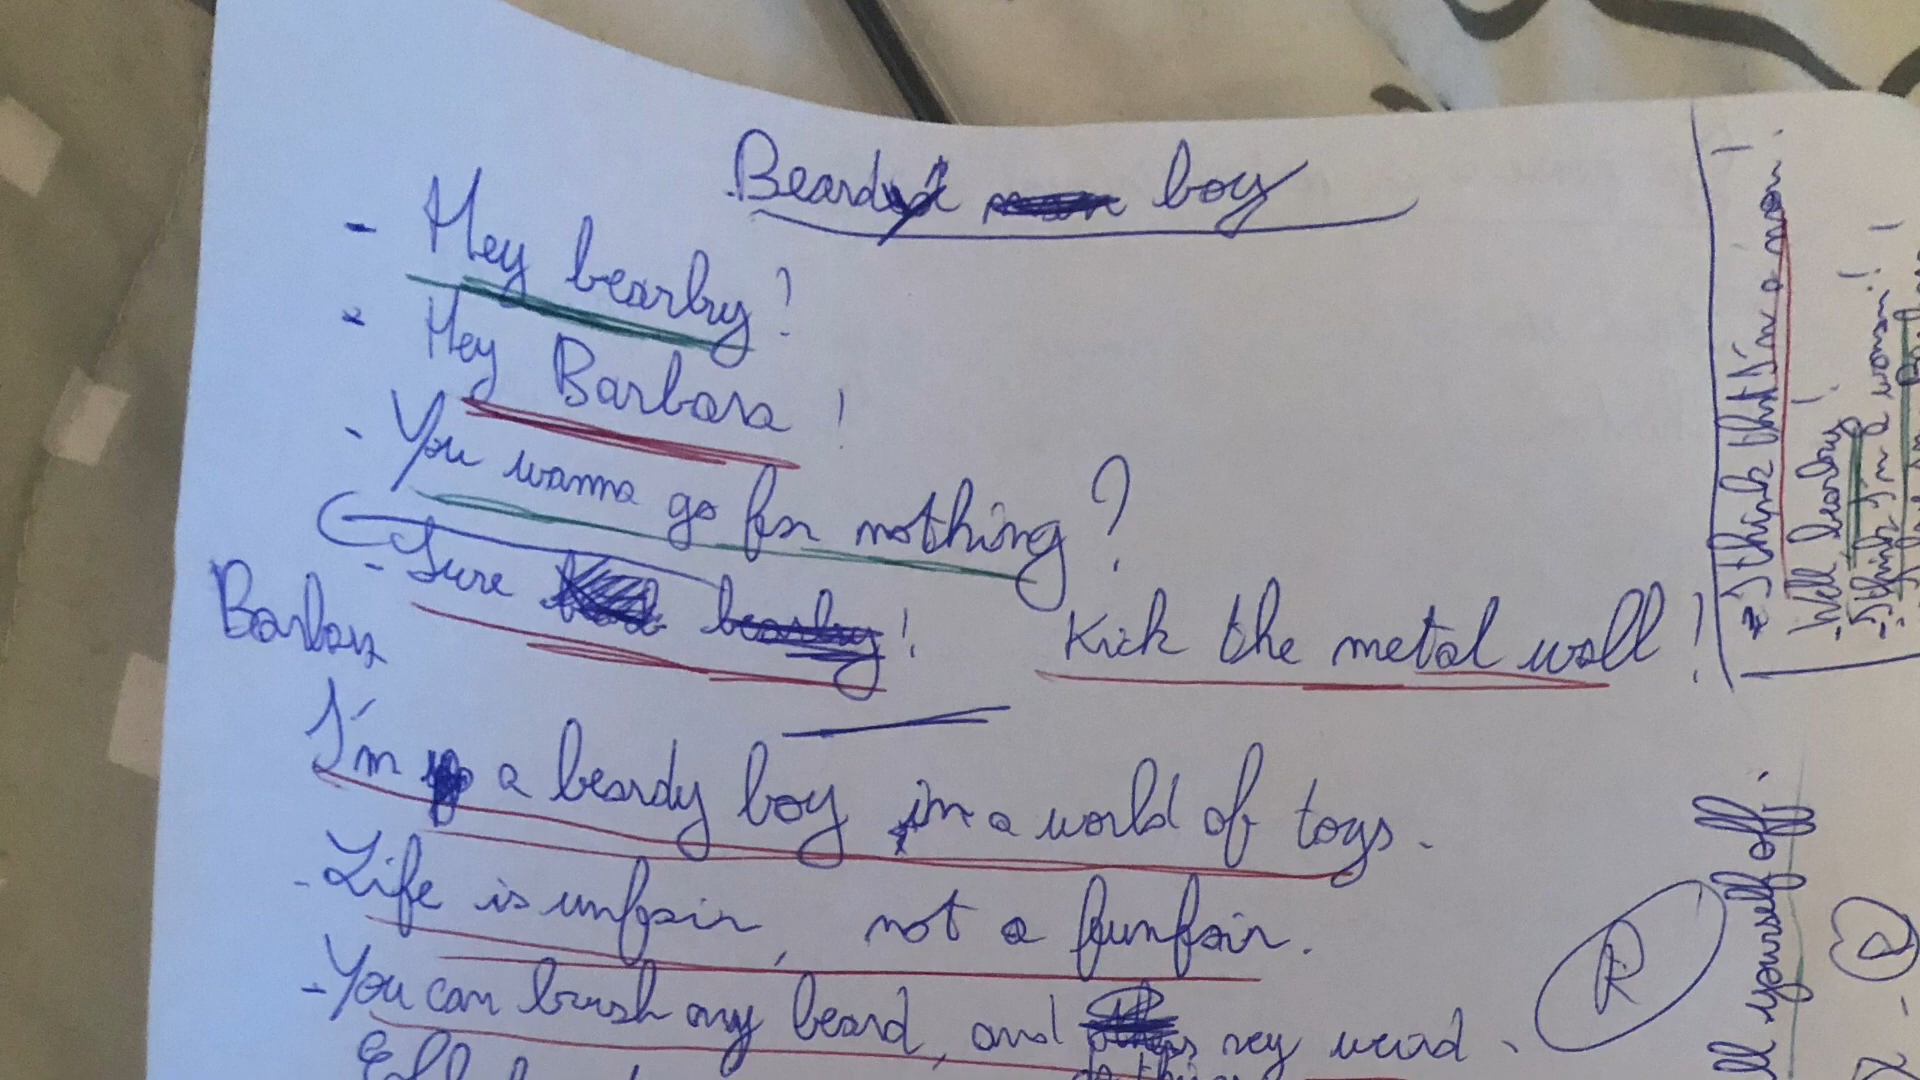 Beardy boy
- Hey bearby?
- Hey Barbara!
- You wanna go for nothing?
- Sure bearby! Kick the metal wall!
Barbara
I'm a beardy boy in a world of toys.
- Life is unfair, not a funfair.
- You can brush my beard, and very weird.
- I think that I'm a man!
- Well bearby!
- I think I'm a woman!!
yourself off.
R